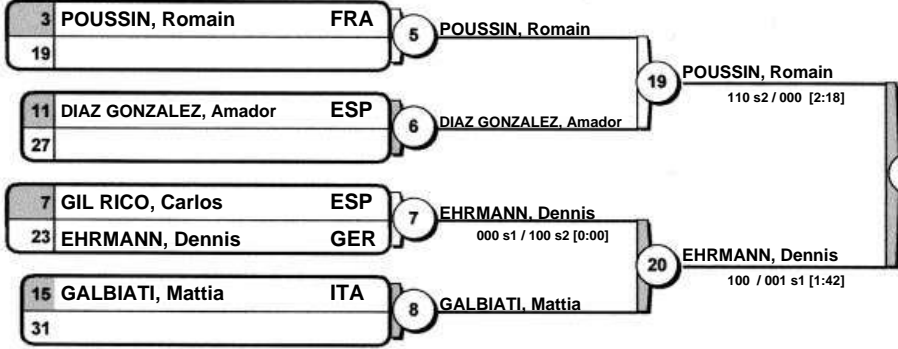 3 POUSSIN, Romain FRA
19
5
POUSSIN, Romain
11 DIAZ GONZALEZ, Amador ESP
27
6
DIAZ GONZALEZ, Amador
19
POUSSIN, Romain
110 s2 / 000 [2:18]
7 GIL RICO, Carlos ESP
23 EHRMANN, Dennis GER
7
EHRMANN, Dennis
000 s1 / 100 s2 [0:00]
15 GALBIATI, Mattia ITA
31
8
GALBIATI, Mattia
20
EHRMANN, Dennis
100 / 001 s1 [1:42]